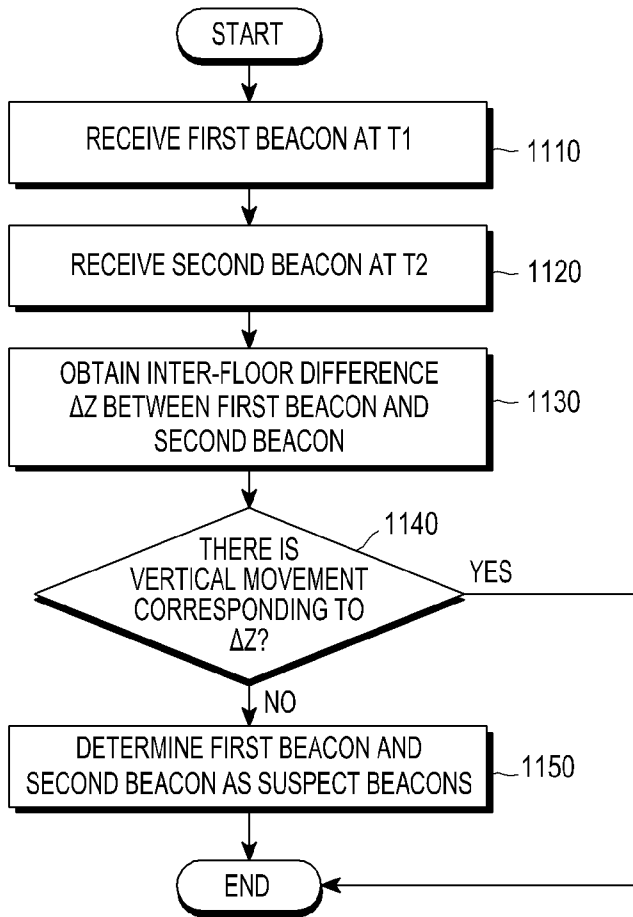 START
RECEIVE FIRST BEACON AT T1
1110
RECEIVE SECOND BEACON AT T2
1120
OBTAIN INTER-FLOOR DIFFERENCE
ΔZ BETWEEN FIRST BEACON AND
SECOND BEACON
1130
1140
THERE IS
VERTICAL MOVEMENT
CORRESPONDING TO
ΔZ?
YES
NO
DETERMINE FIRST BEACON AND
SECOND BEACON AS SUSPECT BEACONS
1150
END